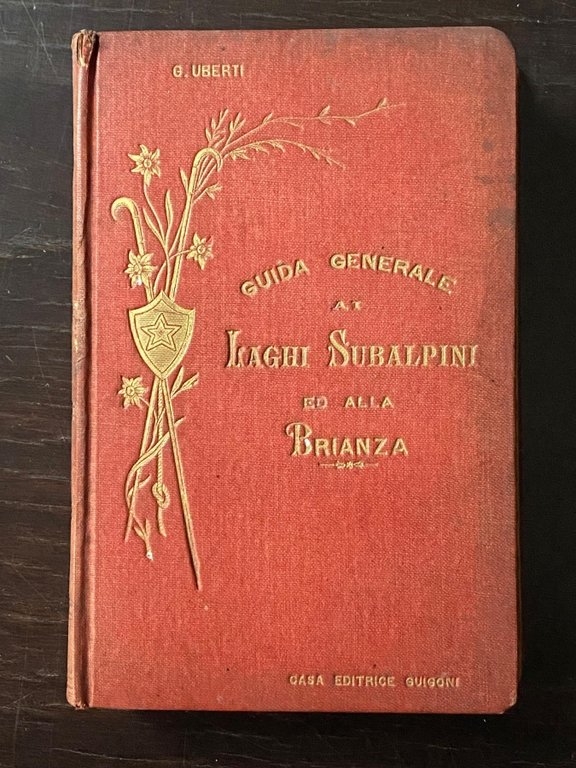 G. UBERTI
GUIDA GENERALE
AI
LAGHI SUBALPINI
ED ALLA
BRIANZA
CASA EDITRICE GUIGONI